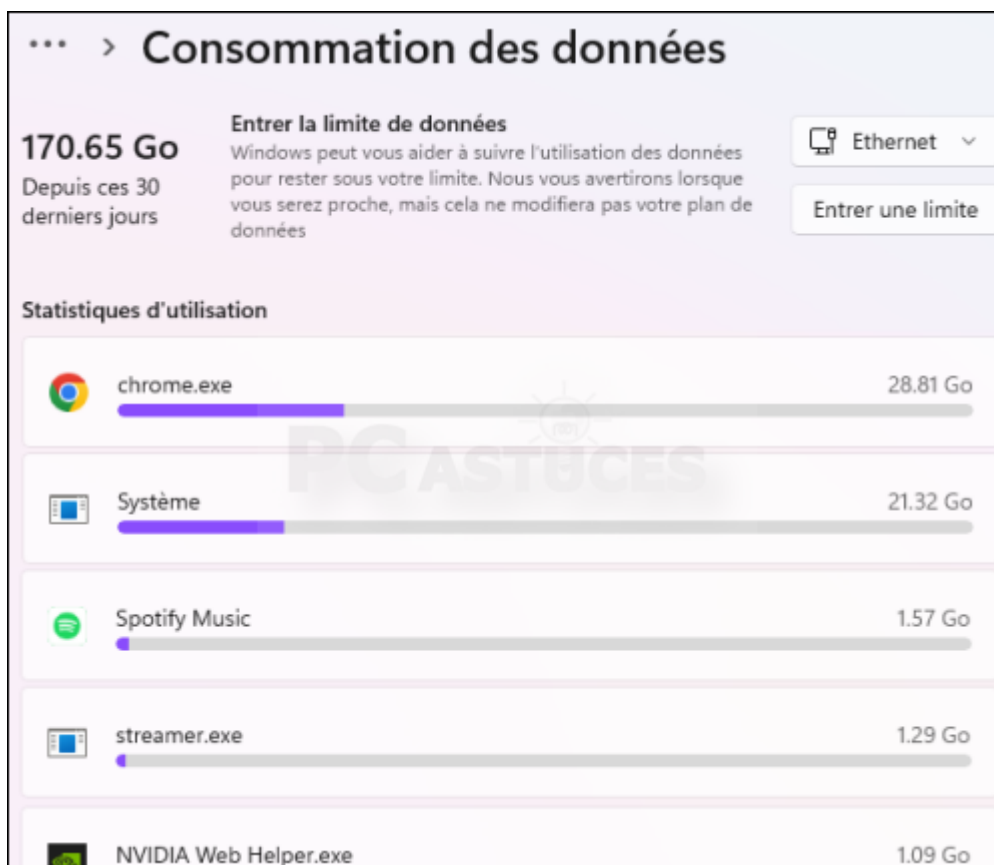 ... > Consommation des données
170.65 Go
Depuis ces 30
derniers jours
Entrer la limite de données
Windows peut vous aider à suivre l'utilisation des données
pour rester sous votre limite. Nous vous avertirons lorsque
vous serez proche, mais cela ne modifiera pas votre plan de
données
Ethernet
Entrer une limite
Statistiques d'utilisation
chrome.exe 28.81 Go
PC ASTUCES
Système 21.32 Go
Spotify Music 1.57 Go
streamer.exe 1.29 Go
NVIDIA Web Helper.exe 1.09 Go